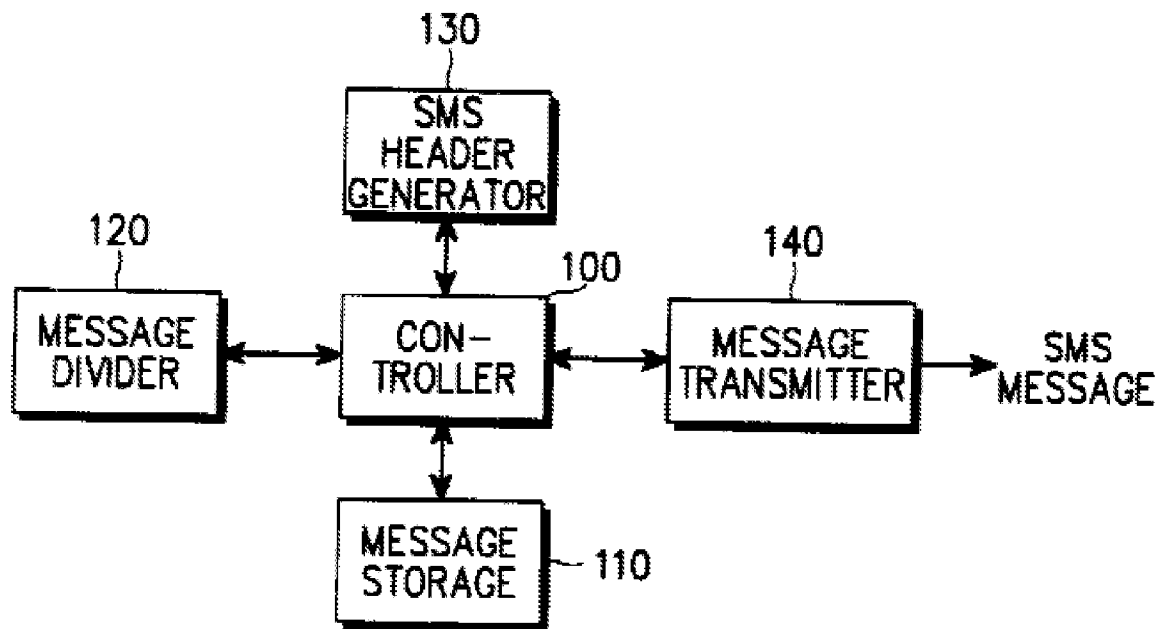 130
SMS
HEADER
GENERATOR
120
100
140
MESSAGE
DIVIDER
CON-
TROLLER
MESSAGE
TRANSMITTER
SMS
MESSAGE
MESSAGE
STORAGE
110